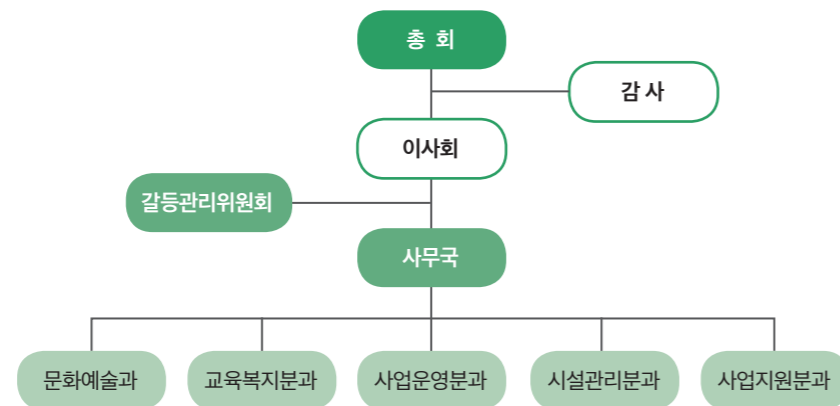 총 회
감 사
이사회
갈등관리위원회
사무국
문화예술과
교육복지분과
사업운영분과
시설관리분과
사업지원분과